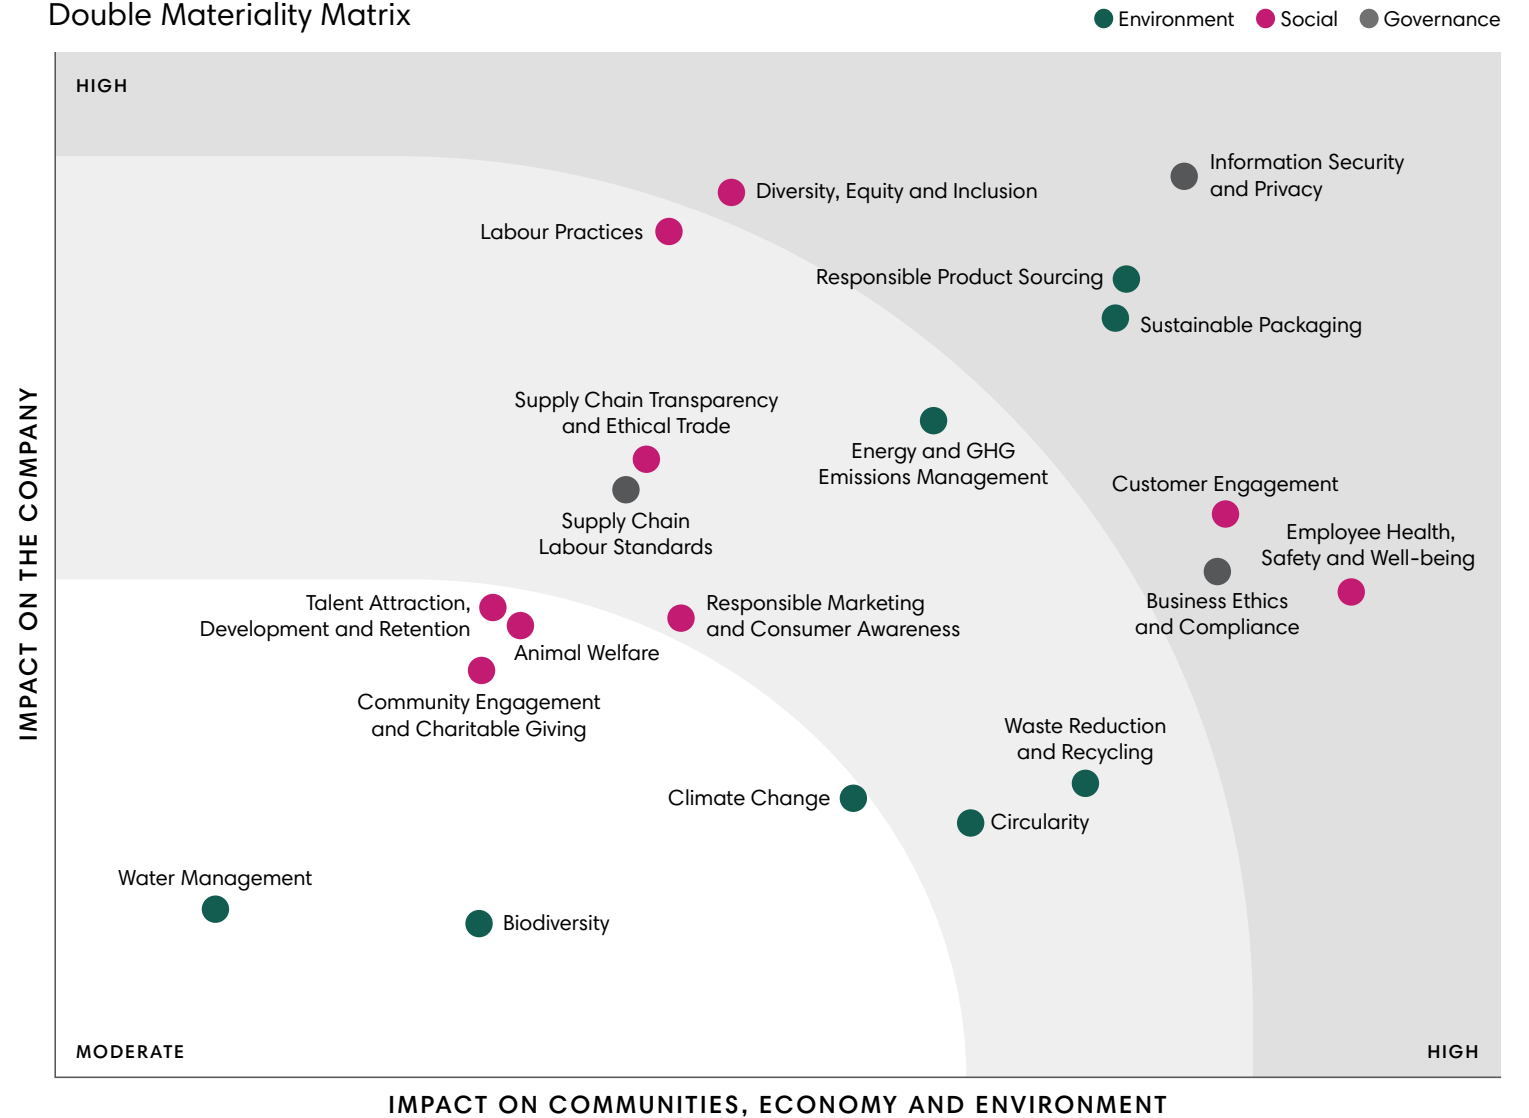 Double Materiality Matrix
Environment
Social
Governance
HIGH
Information Security
and Privacy
Diversity, Equity and Inclusion
Labour Practices
Responsible Product Sourcing
Sustainable Packaging
Supply Chain Transparency
and Ethical Trade
Energy and GHG
Emissions Management
Customer Engagement
Supply Chain
Labour Standards
Employee Health,
Safety and Well-being
Business Ethics
and Compliance
Talent Attraction,
Development and Retention
Responsible Marketing
and Consumer Awareness
Animal Welfare
Community Engagement
and Charitable Giving
Waste Reduction
and Recycling
Climate Change
Circularity
Water Management
Biodiversity
MODERATE
HIGH
IMPACT ON THE COMPANY
IMPACT ON COMMUNITIES, ECONOMY AND ENVIRONMENT